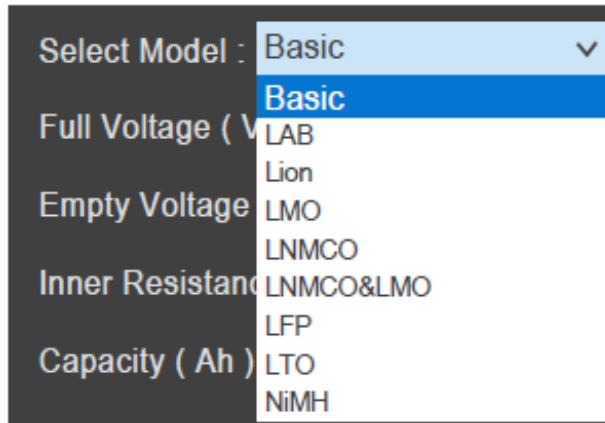 Select Model : Basic
Basic
Full Voltage ( V
LAB
Lion
Empty Voltage
LMO
LNMCO
Inner Resistanc
LNMCO&LMO
LFP
Capacity ( Ah )
LTO
NiMH